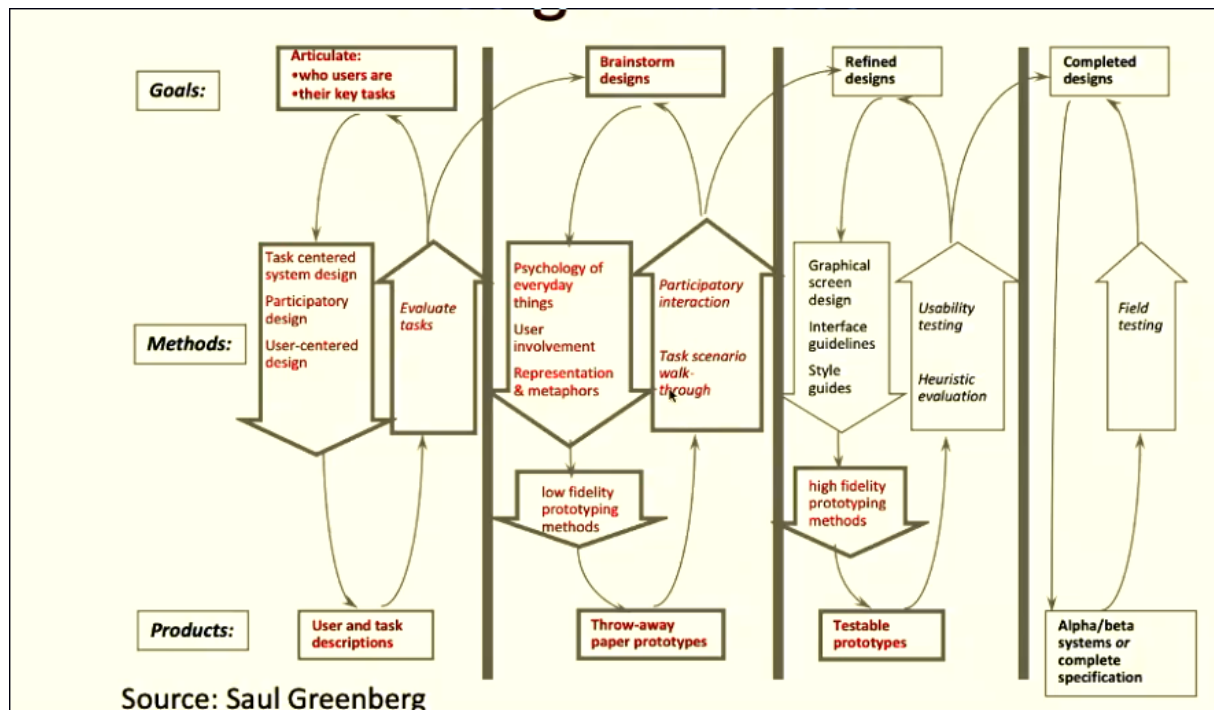 Goals:
Articulate:
•who users are
•their key tasks
Brainstorm
designs
Refined
designs
Completed
designs
Methods:
Task centered
system design
Participatory
design
User-centered
design
Evaluate
tasks
Psychology of
everyday
things
User
involvement
Representation
& metaphors
Participatory
interaction
Task scenario
walk-
through
Graphical
screen
design
Interface
guidelines
Style
guides
Usability
testing
Heuristic
evaluation
Field
testing
low fidelity
prototyping
methods
high fidelity
prototyping
methods
Products:
User and task
descriptions
Throw-away
paper prototypes
Testable
prototypes
Alpha/beta
systems or
complete
specification
Source: Saul Greenberg